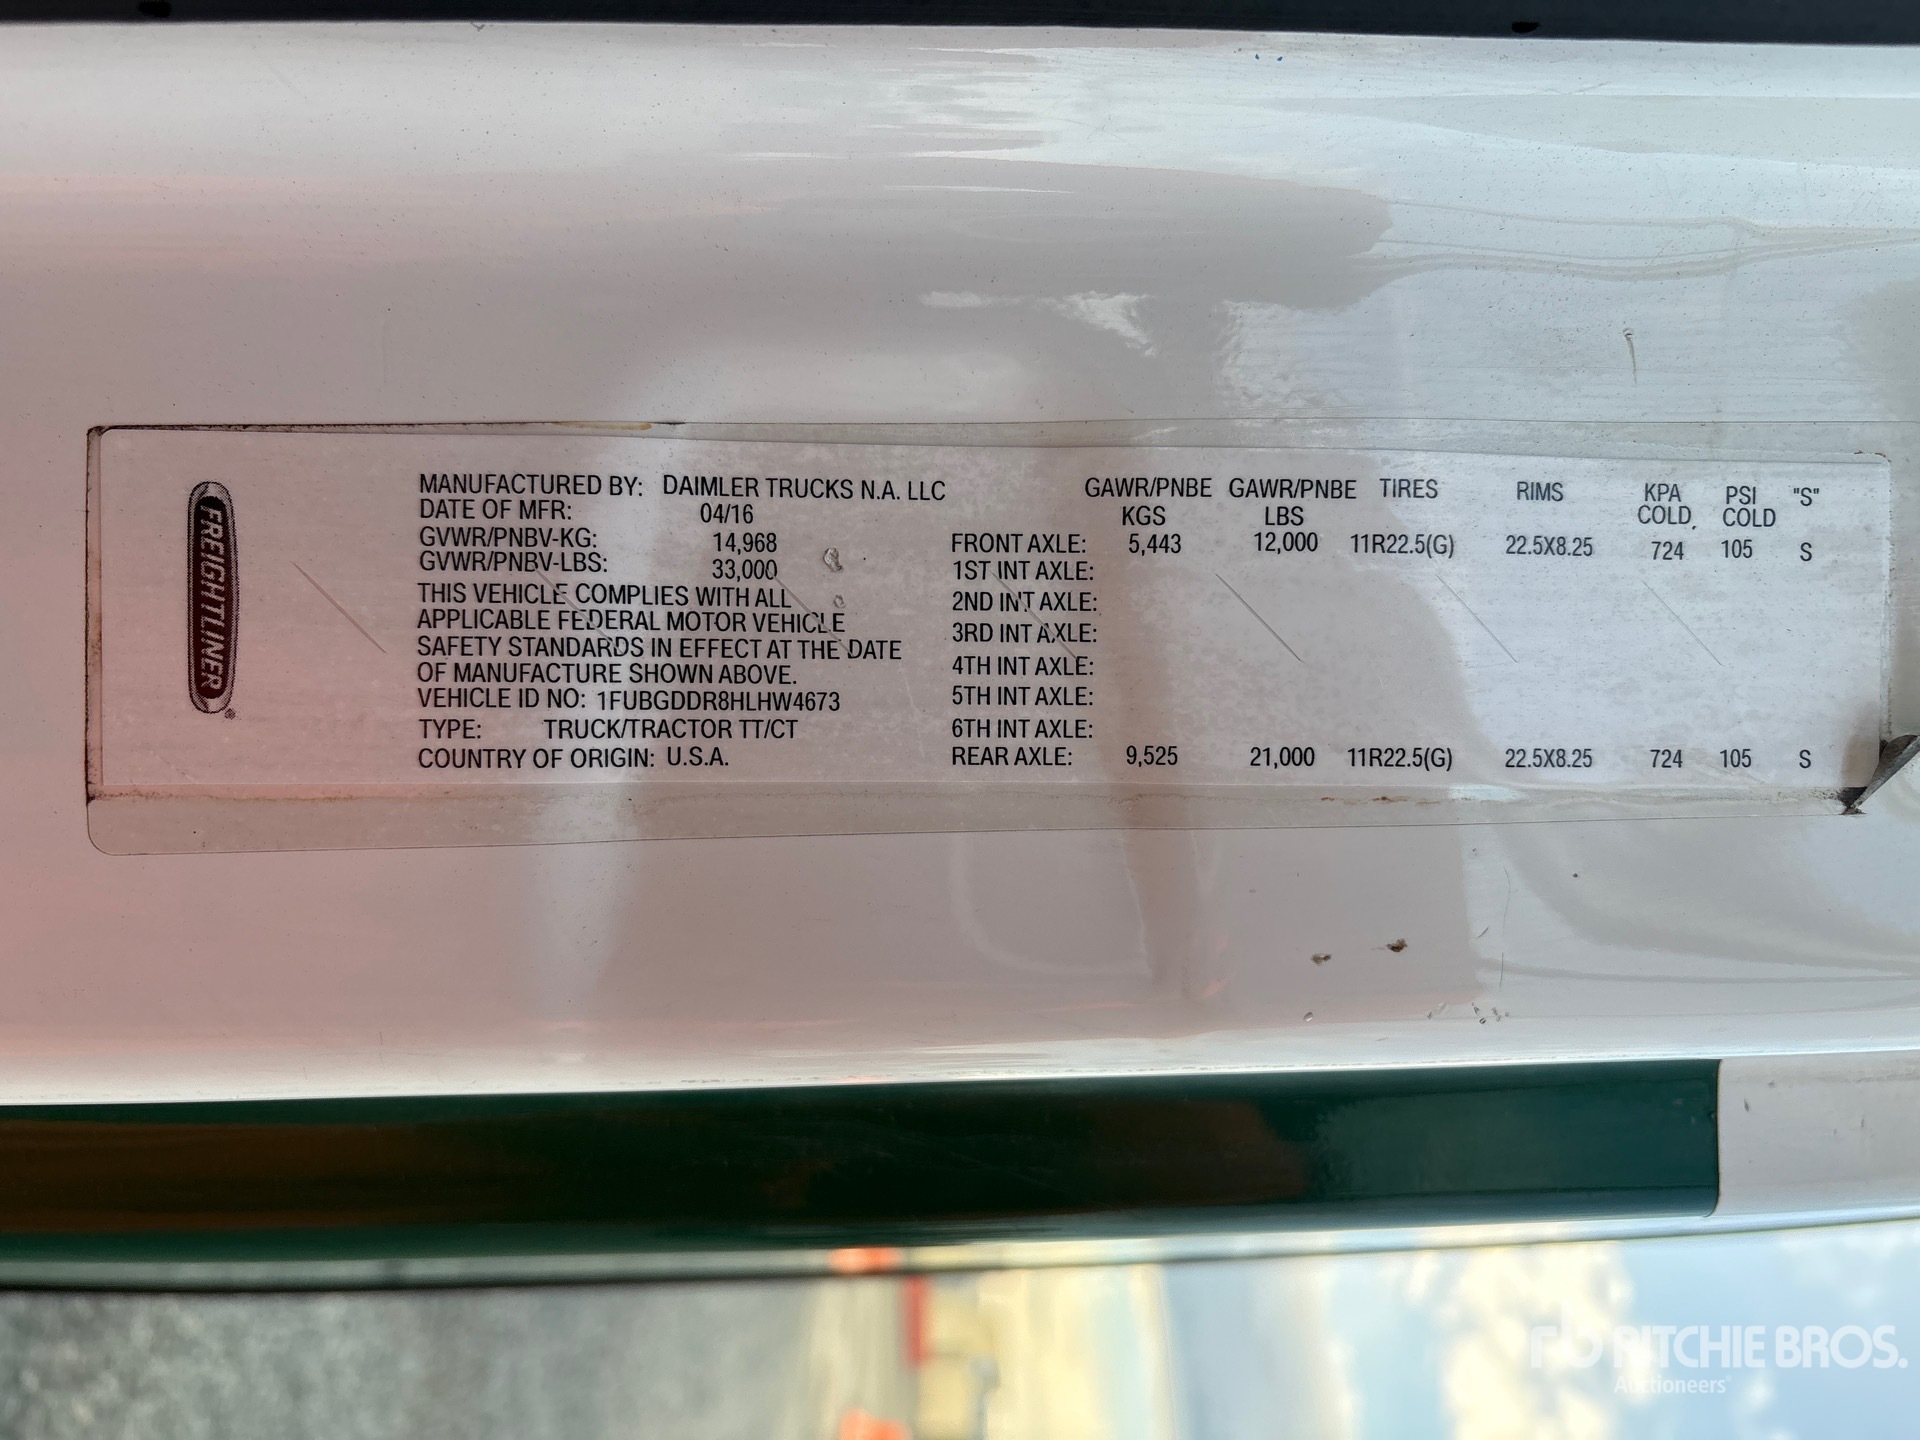 FREIGHTLINER®
MANUFACTURED BY: DAIMLER TRUCKS N.A. LLC
DATE OF MFR: 04/16
GVWR/PNBV-KG: 14,968
GVWR/PNBV-LBS: 33,000
THIS VEHICLE COMPLIES WITH ALL
APPLICABLE FEDERAL MOTOR VEHICLE
SAFETY STANDARDS IN EFFECT AT THE DATE
OF MANUFACTURE SHOWN ABOVE.
VEHICLE ID NO: 1FUBGDDR8HLHW4673
TYPE: TRUCK/TRACTOR TT/CT
COUNTRY OF ORIGIN: U.S.A.
GAWR/PNBE GAWR/PNBE TIRES RIMS KPA PSI "S"
KGS LBS COLD, COLD
FRONT AXLE: 5,443 12,000 11R22.5(G) 22.5X8.25 724 105 S
1ST INT AXLE:
2ND INT AXLE:
3RD INT AXLE:
4TH INT AXLE:
5TH INT AXLE:
6TH INT AXLE:
REAR AXLE: 9,525 21,000 11R22.5(G) 22.5X8.25 724 105 S
RITCHIE BROS.
Auctioneers